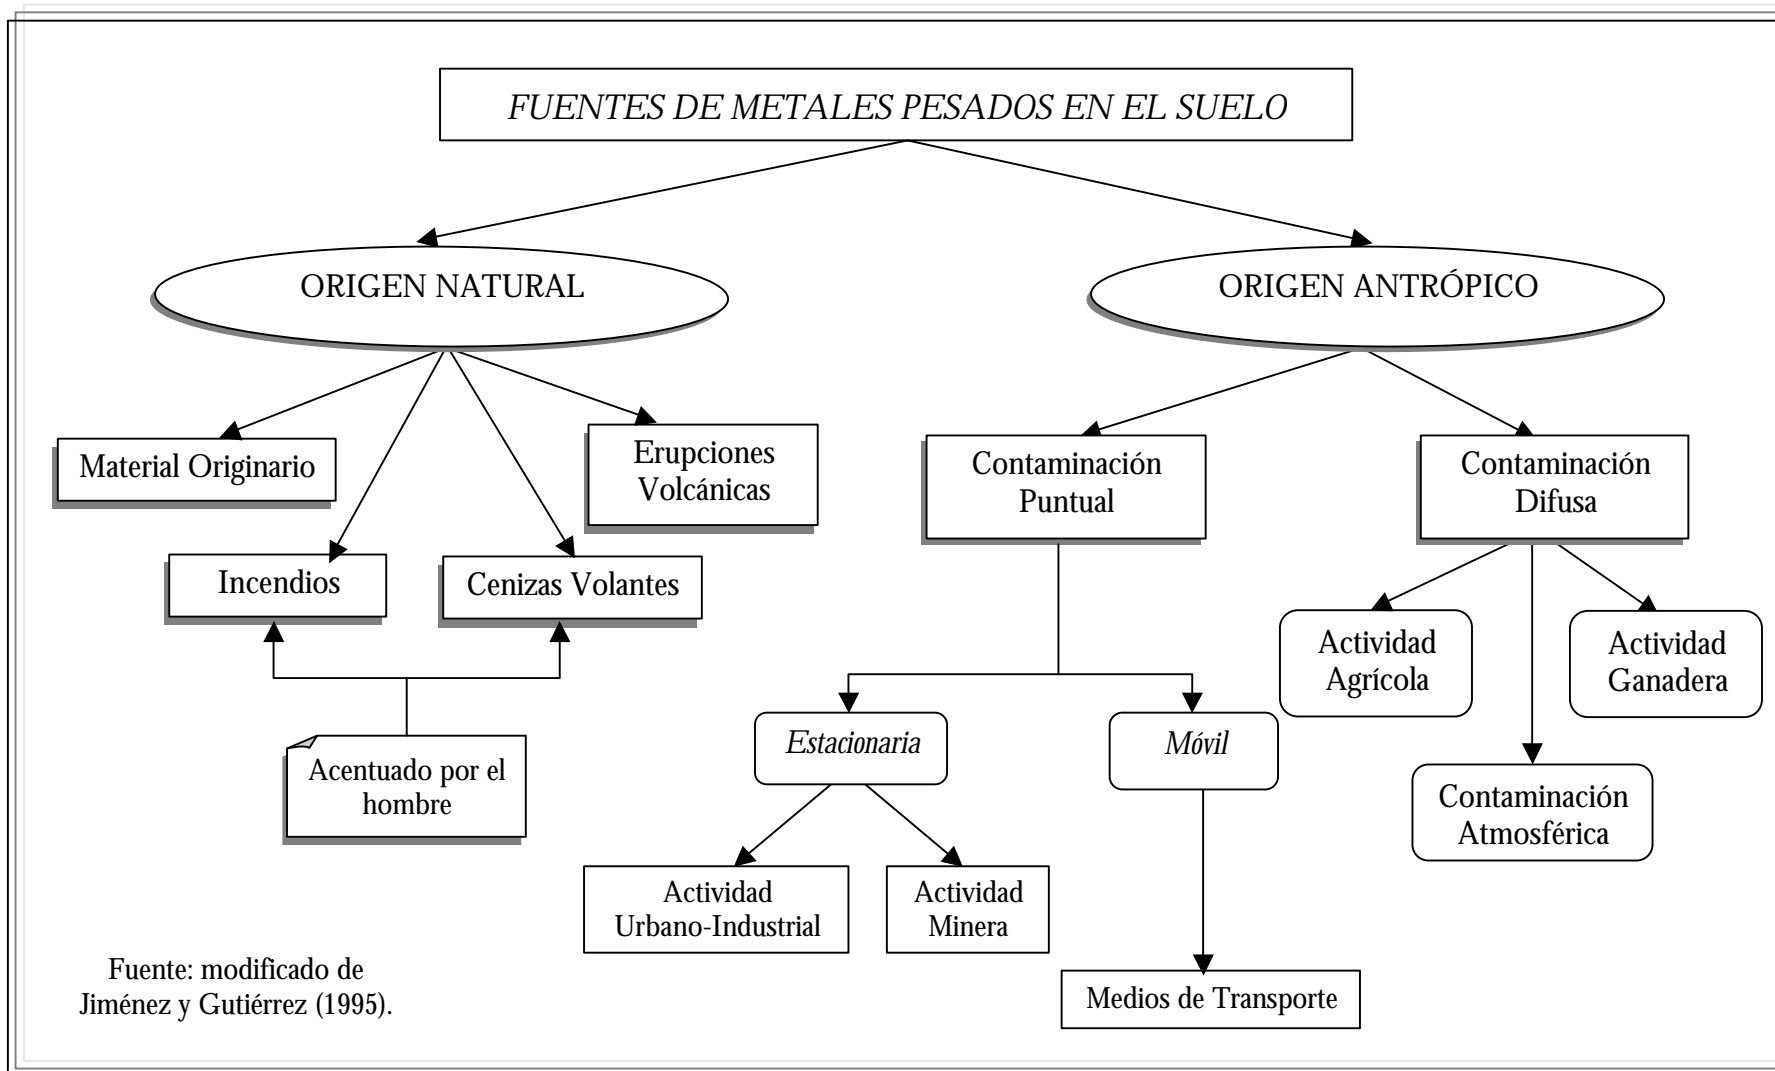 FUENTES DE METALES PESADOS EN EL SUELO
ORIGEN NATURAL
ORIGEN ANTRÓPICO
Material Originario
Erupciones
Volcánicas
Incendios
Cenizas Volantes
Acentuado por el
hombre
Contaminación
Puntual
Contaminación
Difusa
Estacionaria
Móvil
Actividad
Agrícola
Actividad
Ganadera
Contaminación
Atmosférica
Actividad
Urbano-Industrial
Actividad
Minera
Medios de Transporte
Fuente: modificado de
Jiménez y Gutiérrez (1995).